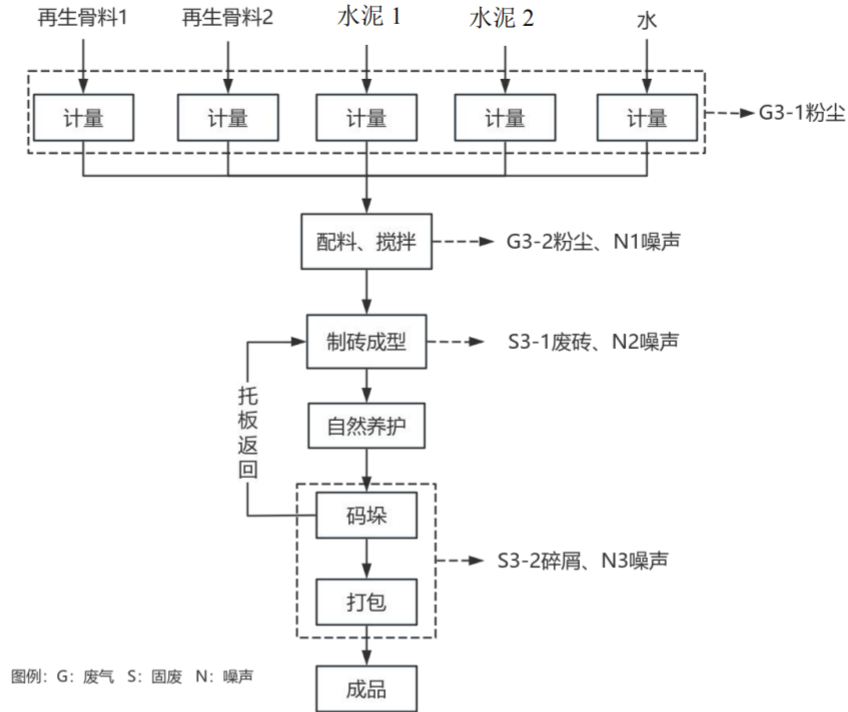 再生骨料1 再生骨料2 水泥 1 水泥 2 水
计量 计量 计量 计量 计量 G3-1粉尘
配料、搅拌 G3-2粉尘、N1噪声
制砖成型 S3-1废砖、N2噪声
托板返回
自然养护
码垛
S3-2碎屑、N3噪声
打包
图例：G：废气 S：固废 N：噪声
成品